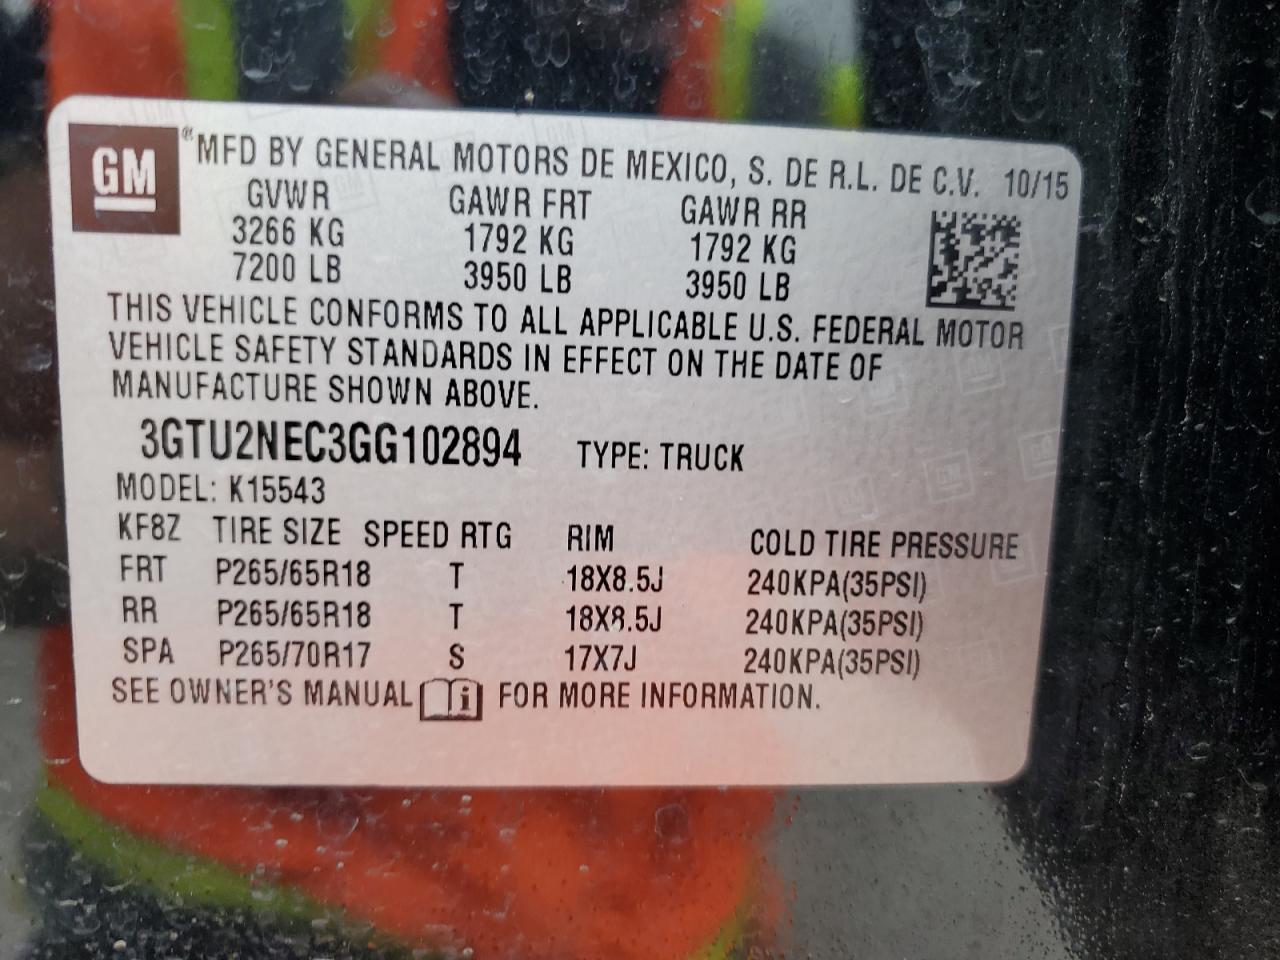 GM ® MFD BY GENERAL MOTORS DE MEXICO, S. DE R.L. DE C.V. 10/15
GVWR GAWR FRT GAWR RR
3266 KG 1792 KG 1792 KG
7200 LB 3950 LB 3950 LB
THIS VEHICLE CONFORMS TO ALL APPLICABLE U.S. FEDERAL MOTOR
VEHICLE SAFETY STANDARDS IN EFFECT ON THE DATE OF
MANUFACTURE SHOWN ABOVE.
3GTU2NEC3GG102894 TYPE: TRUCK
MODEL: K15543
KF8Z TIRE SIZE SPEED RTG RIM COLD TIRE PRESSURE
FRT P265/65R18 T 18X8.5J 240KPA(35PSI)
RR P265/65R18 T 18X8.5J 240KPA(35PSI)
SPA P265/70R17 S 17X7J 240KPA(35PSI)
SEE OWNER'S MANUAL i FOR MORE INFORMATION.